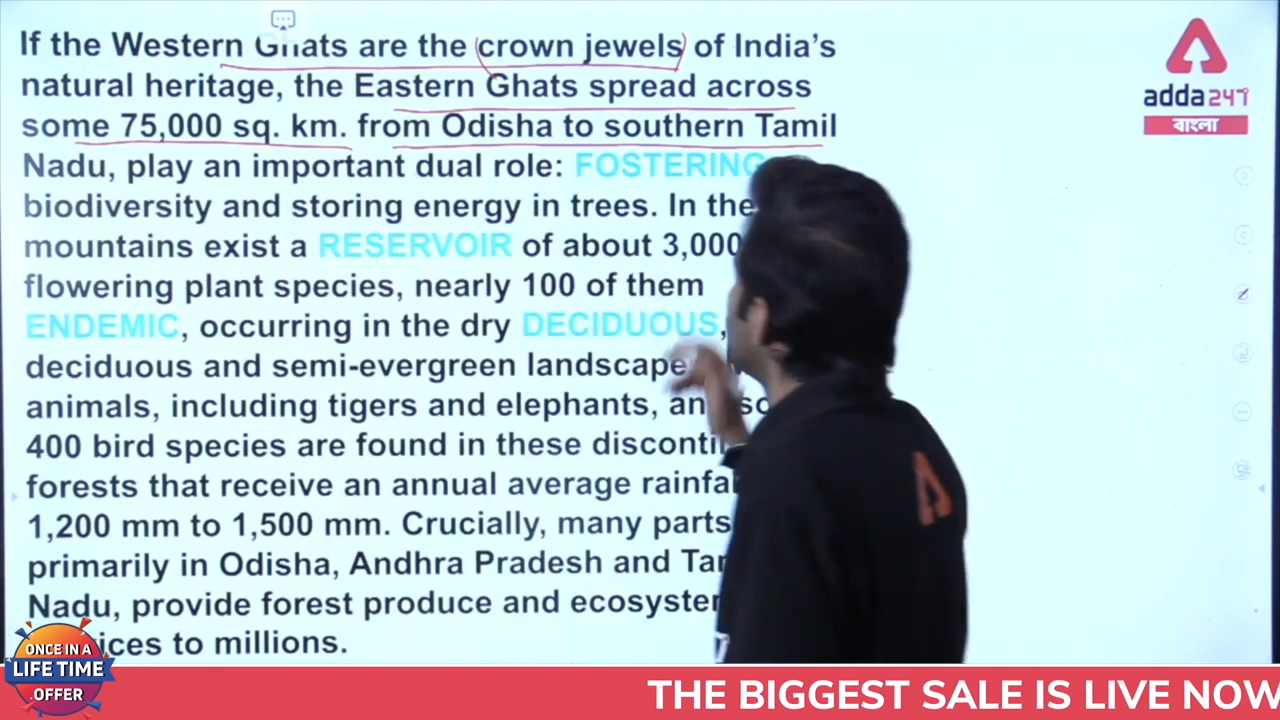 If the Western Ghats are the crown jewels of India's
natural heritage, the Eastern Ghats spread across
some 75,000 sq. km. from Odisha to southern Tamil
Nadu, play an important dual role: FOSTERING
biodiversity and storing energy in trees. In the
mountains exist a RESERVOIR of about 3,000
flowering plant species, nearly 100 of them
ENDEMIC, occurring in the dry DECIDUOUS,
deciduous and semi-evergreen landscape
animals, including tigers and elephants, an
400 bird species are found in these
forests that receive an annual average
1,200 mm to 1,500 mm. Crucially, many parts
primarily in Odisha, Andhra Pradesh and
Nadu, provide forest produce and
to millions.
adda247
বাংলা
ONCE IN A
LIFE TIME
OFFER
THE BIGGEST SALE IS LIVE NOW